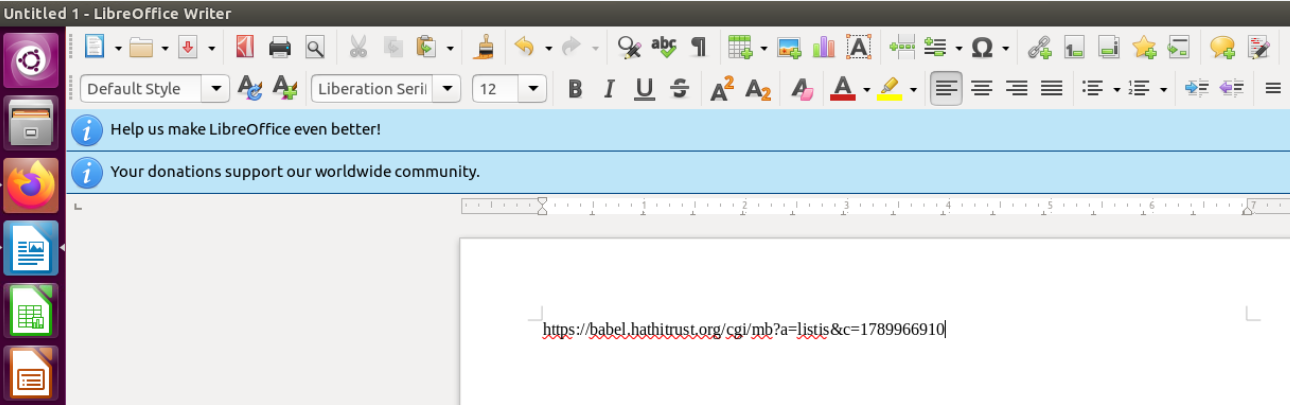 Untitled 1 - LibreOffice Writer
Default Style
Liberation Seri
12
Help us make LibreOffice even better!
Your donations support our worldwide community.
1 2 3 4 5 6 7
https://babel.hathitrust.org/cgi/mb?a=listis&c=1789966910